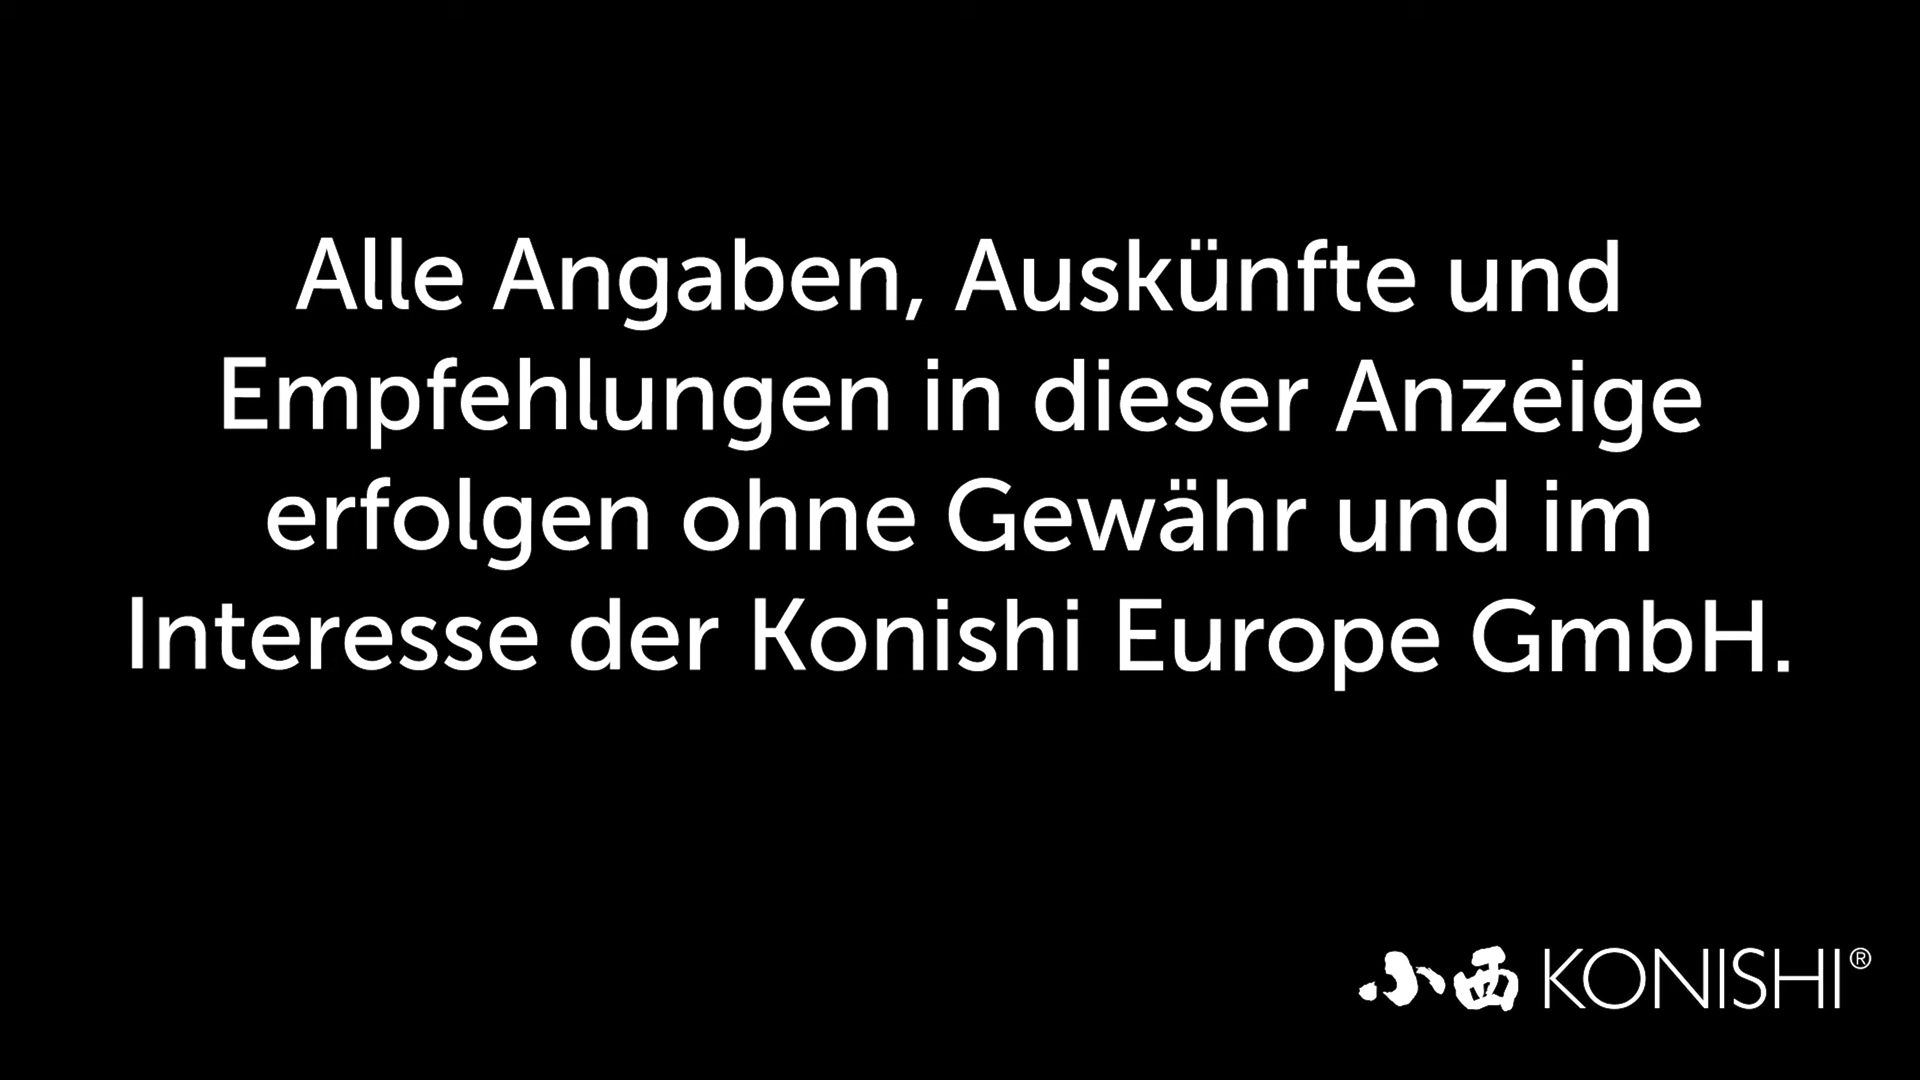 Alle Angaben, Auskünfte und
Empfehlungen in dieser Anzeige
erfolgen ohne Gewähr und im
Interesse der Konishi Europe GmbH.
小西 KONISHI®